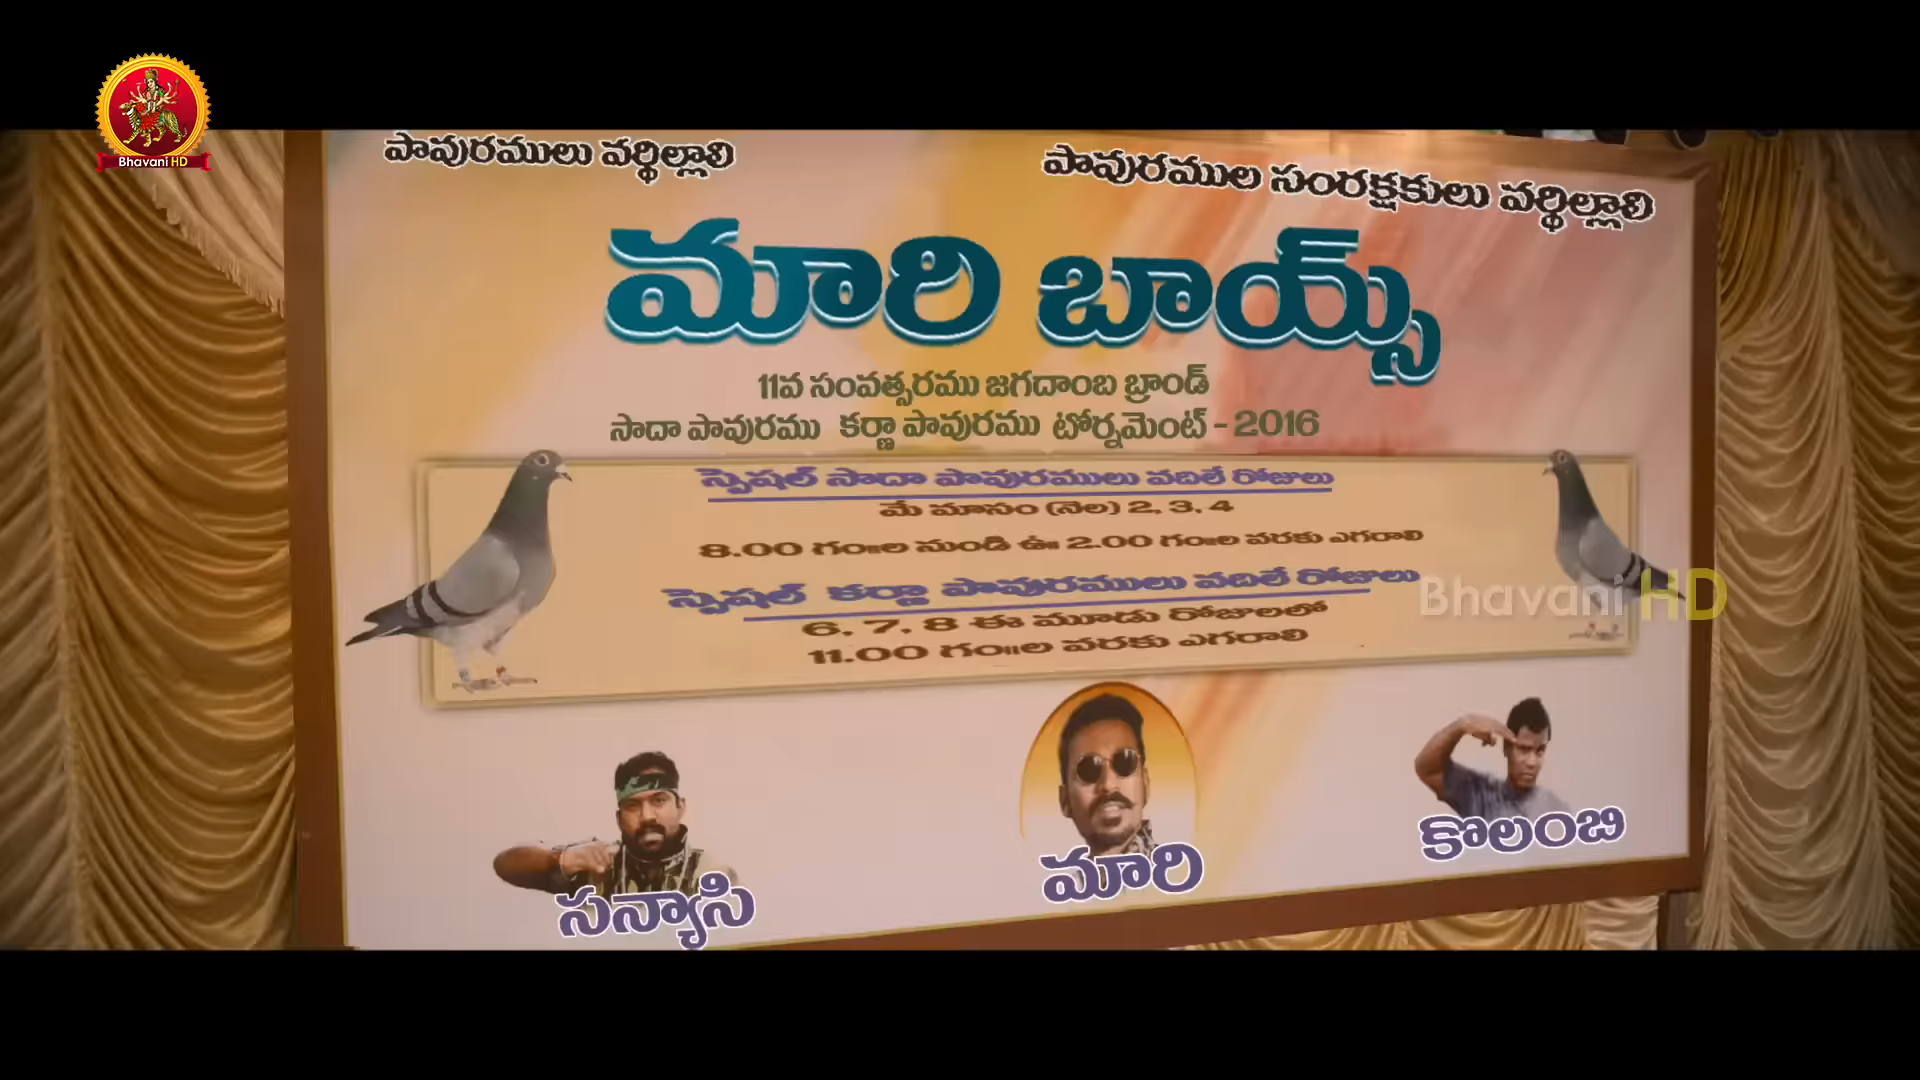 Bhavani HD
పావురములు వర్థిల్లాలి
పావురముల సంరక్షకులు వర్థిల్లాలి
మారి బాయ్స్
11వ సంవత్సరము జగదాంబ బ్రాండ్
సాదా పావురము కర్ణా పావురము టోర్నమెంట్ - 2016
స్పెషల్ సాదా పావురములు వదిలే రోజులు
మే మాసం (నెల) 2, 3, 4
8.00 గం॥ల నుండి ఉ॥ 2.00 గం॥ల వరకు ఎగరాలి
స్పెషల్ కర్ణా పావురములు వదిలే రోజులు
6, 7, 8 ఈ మూడు రోజులలో
11.00 గం॥ల వరకు ఎగరాలి
Bhavani HD
సన్యాసి
మారి
కొలంబి